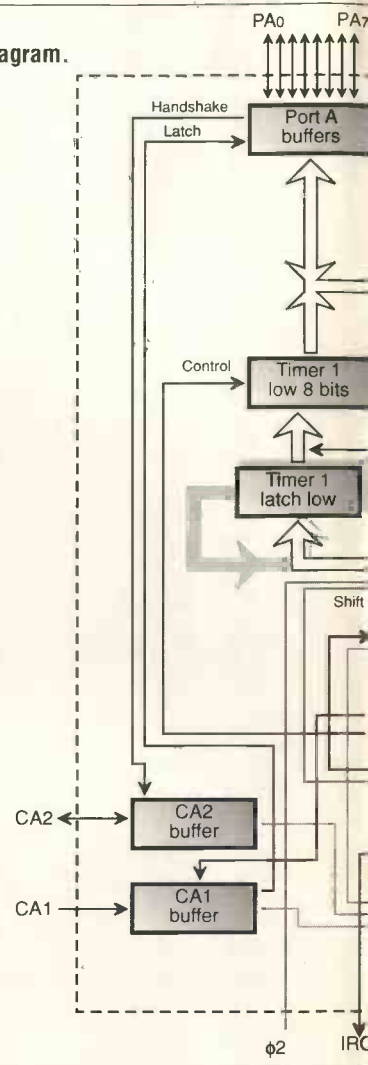 agram.
PA0 PA7
Handshake
Latch
Port A
buffers
Control
Timer 1
low 8 bits
Timer 1
latch low
Shift
CA2
CA2
buffer
CA1
CA1
buffer
ϕ2
IRQ